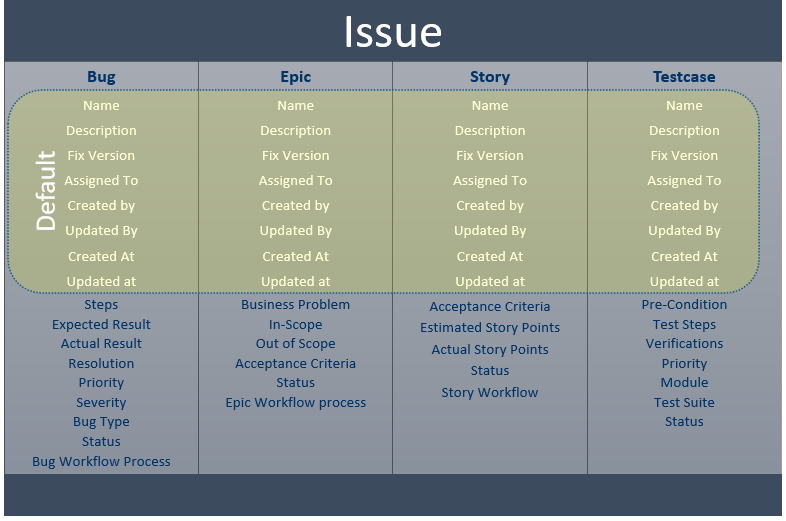 Issue
Bug Epic Story Testcase
Default
Name Name Name Name
Description Description Description Description
Fix Version Fix Version Fix Version Fix Version
Assigned To Assigned To Assigned To Assigned To
Created by Created by Created by Created by
Updated By Updated By Updated By Updated By
Created At Created At Created At Created At
Updated at Updated at Updated at Updated at
Steps Business Problem Acceptance Criteria Pre-Condition
Expected Result In-Scope Estimated Story Points Test Steps
Actual Result Out of Scope Actual Story Points Verifications
Resolution Acceptance Criteria Status Priority
Priority Status Story Workflow Module
Severity Epic Workflow process Test Suite
Bug Type Status
Status
Bug Workflow Process